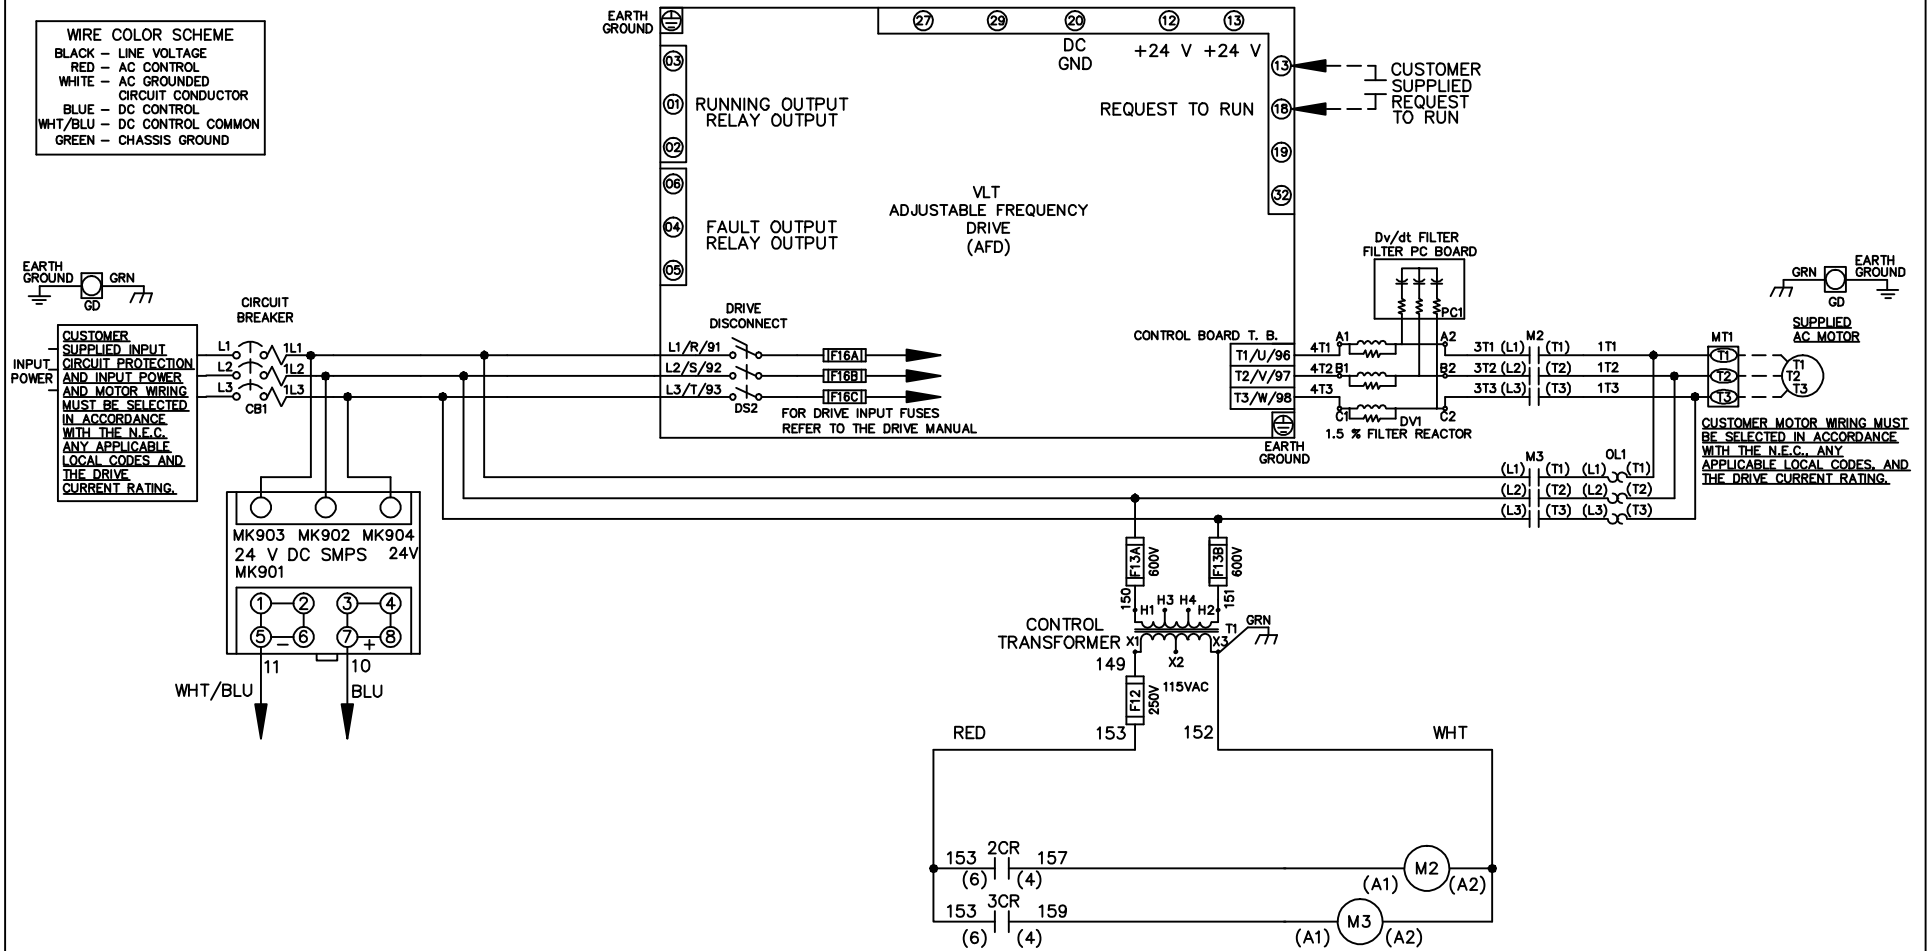 WIRE COLOR SCHEME
BLACK – LINE VOLTAGE
RED – AC CONTROL
WHITE – AC GROUNDED
CIRCUIT CONDUCTOR
BLUE – DC CONTROL
WHT/BLU – DC CONTROL COMMON
GREEN – CHASSIS GROUND
EARTH
GROUND
27 29 20 12 13
DC
GND
+24 V +24 V
03
01
02
RUNNING OUTPUT
RELAY OUTPUT
06
04
05
FAULT OUTPUT
RELAY OUTPUT
VLT
ADJUSTABLE FREQUENCY
DRIVE
(AFD)
REQUEST TO RUN
13
18
19
32
CUSTOMER
SUPPLIED
REQUEST
TO RUN
EARTH
GROUND
GRN
GD
CIRCUIT
BREAKER
INPUT
POWER
CUSTOMER
SUPPLIED INPUT
CIRCUIT PROTECTION
AND INPUT POWER
AND MOTOR WIRING
MUST BE SELECTED
IN ACCORDANCE
WITH THE N.E.C.
ANY APPLICABLE
LOCAL CODES AND
THE DRIVE
CURRENT RATING.
L1 1L1
L2 1L2
L3 1L3
CB1
DRIVE
DISCONNECT
L1/R/91
L2/S/92
L3/T/93
DS2
F16A
F16B
F16C
FOR DRIVE INPUT FUSES
REFER TO THE DRIVE MANUAL
CONTROL BOARD T. B.
T1/U/96
T2/V/97
T3/W/98
EARTH
GROUND
4T1
4T2
4T3
A1 A2
B1 B2
C1 C2
DV1
1.5 % FILTER REACTOR
Dv/dt FILTER
FILTER PC BOARD
PC1
M2
3T1 (L1) (T1) 1T1
3T2 (L2) (T2) 1T2
3T3 (L3) (T3) 1T3
MT1
T1
T2
T3
GRN
GD
EARTH
GROUND
SUPPLIED
AC MOTOR
T1
T2
T3
CUSTOMER MOTOR WIRING MUST
BE SELECTED IN ACCORDANCE
WITH THE N.E.C., ANY
APPLICABLE LOCAL CODES, AND
THE DRIVE CURRENT RATING.
M3 OL1
(L1) (T1) (L1) (T1)
(L2) (T2) (L2) (T2)
(L3) (T3) (L3) (T3)
MK903 MK902 MK904
24 V DC SMPS 24V
MK901
1 2 3 4
5 – 6 7 + 8
11 10
WHT/BLU BLU
F13A 600V F13B 600V
150 151
H1 H3 H4 H2
CONTROL
TRANSFORMER
T1
GRN
X1 X2 X3
149
115VAC
F12 250V
153 152
RED WHT
153 2CR 157
(6) (4)
M2
(A1) (A2)
153 3CR 159
(6) (4)
M3
(A1) (A2)